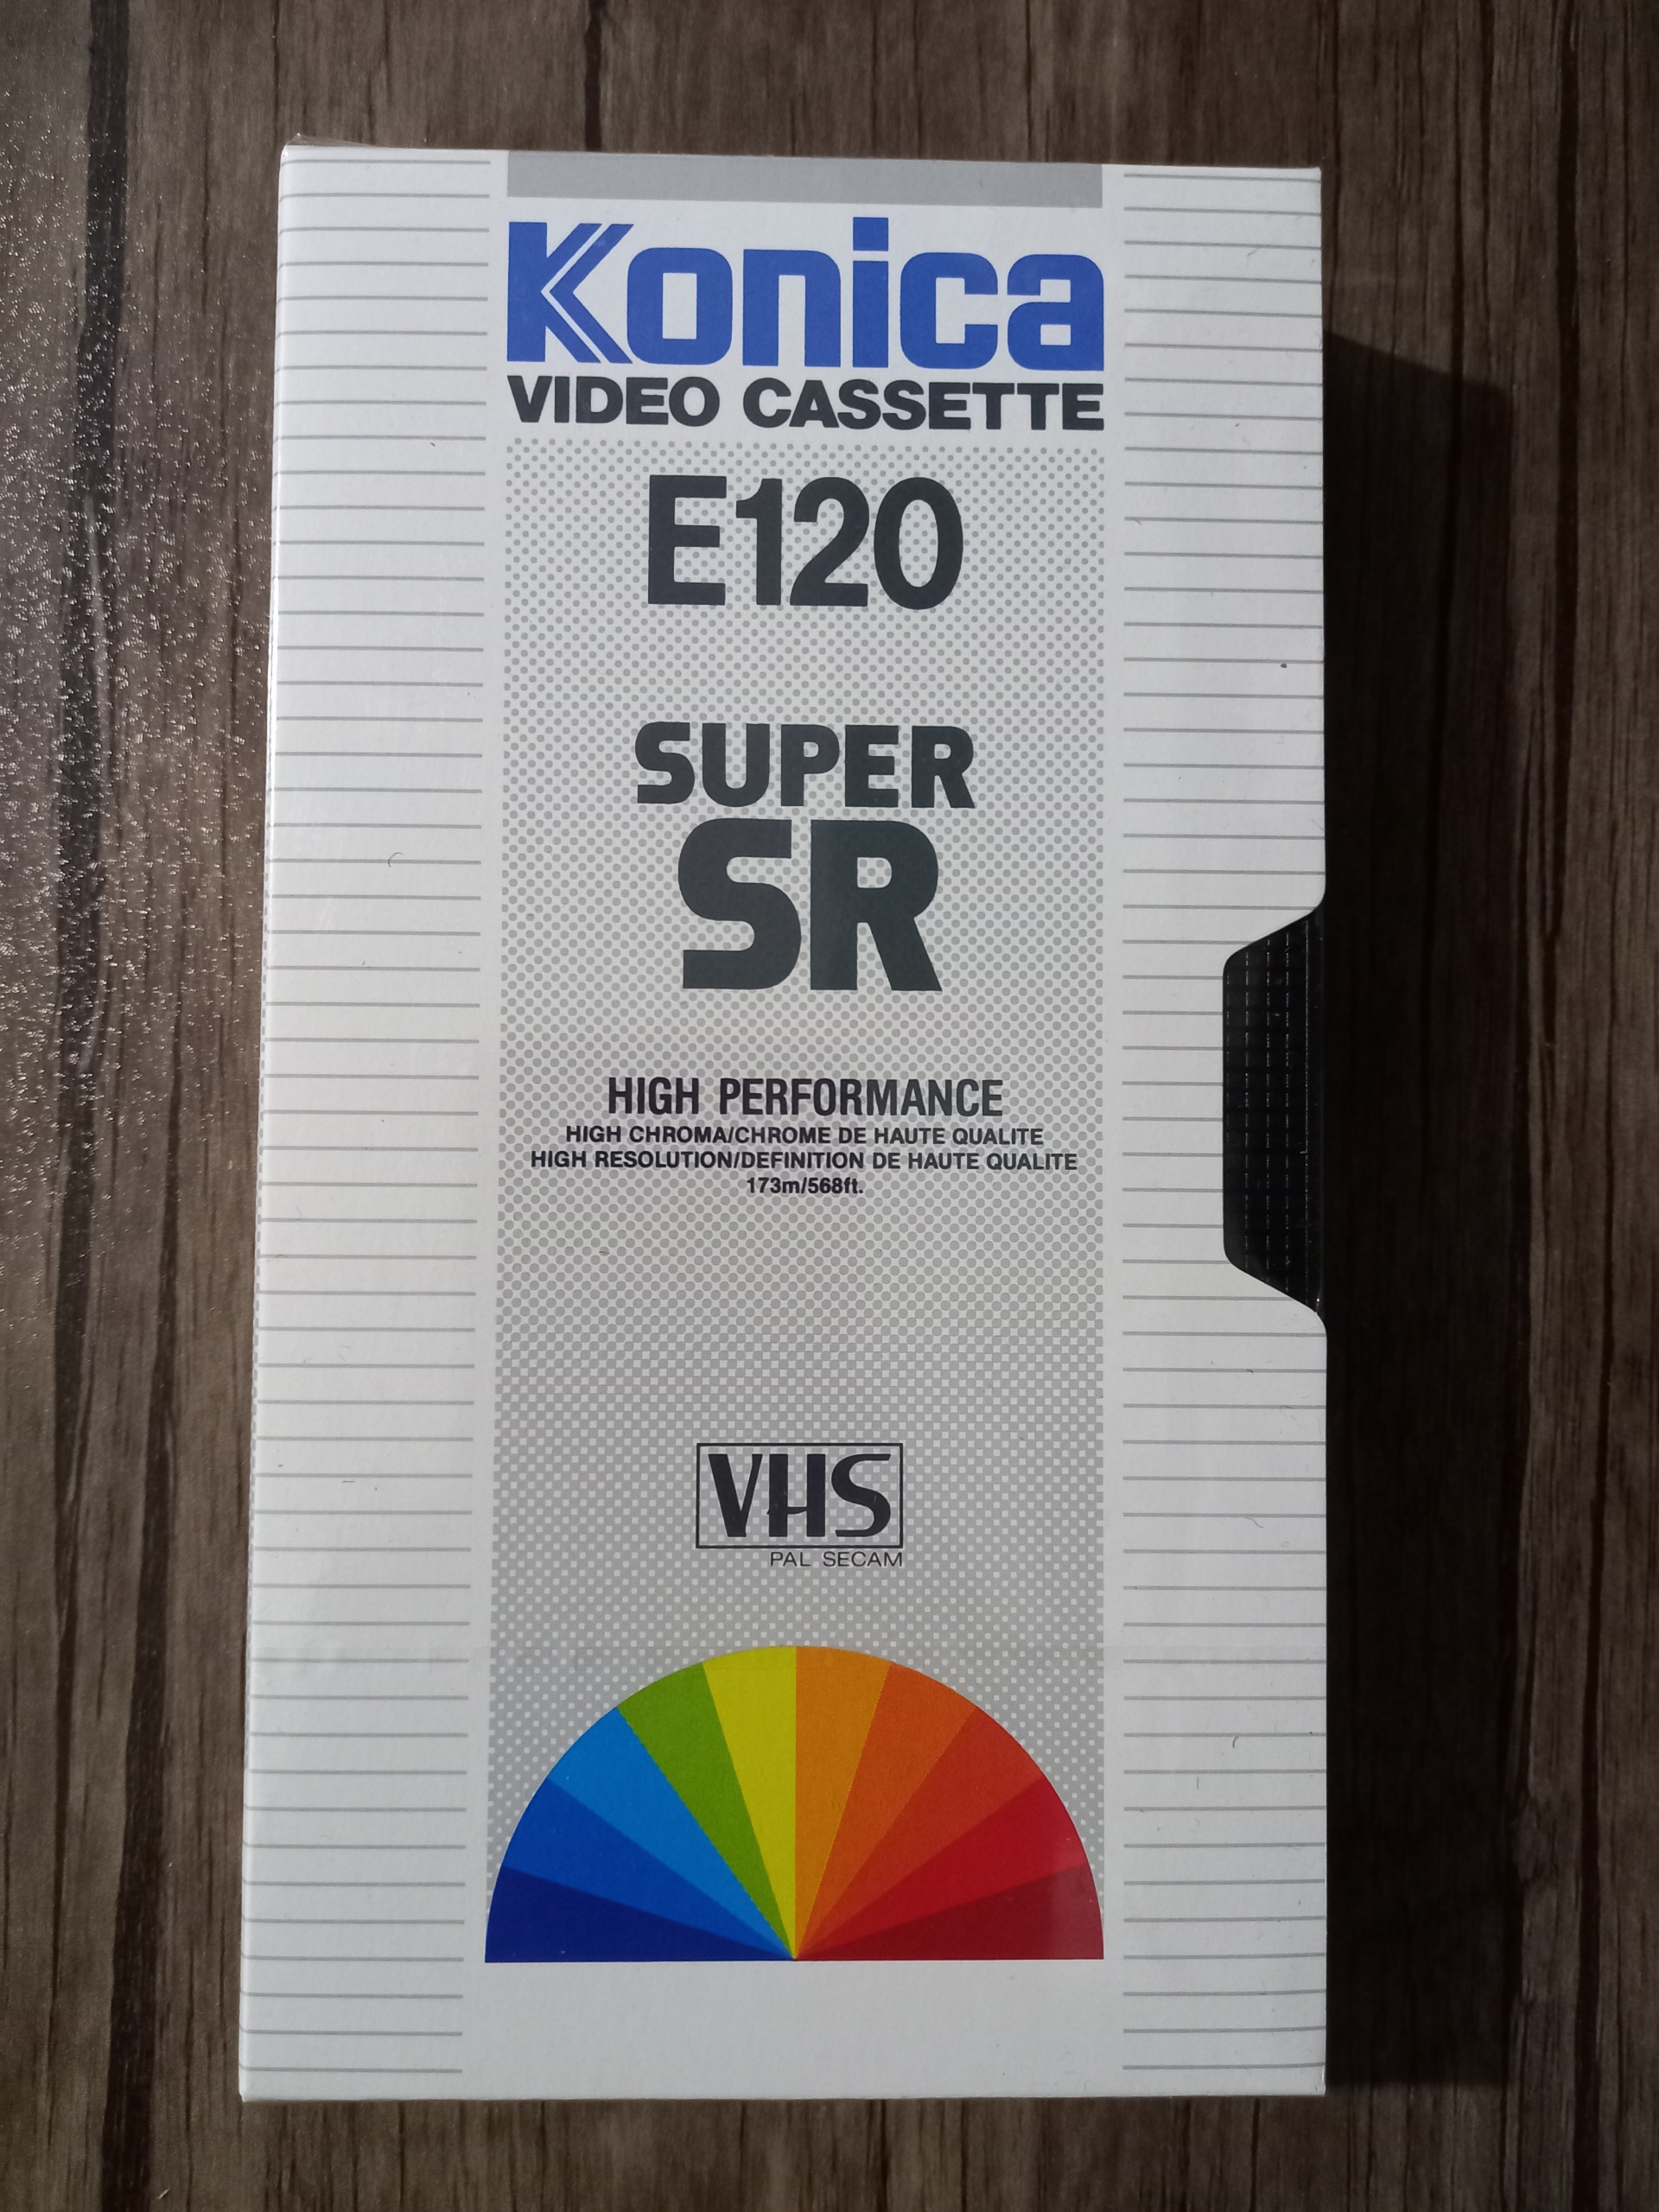 Konica
VIDEO CASSETTE
E120
SUPER
SR
HIGH PERFORMANCE
HIGH CHROMA/CHROME DE HAUTE QUALITE
HIGH RESOLUTION/DEFINITION DE HAUTE QUALITE
173m/568ft.
VHS
PAL SECAM